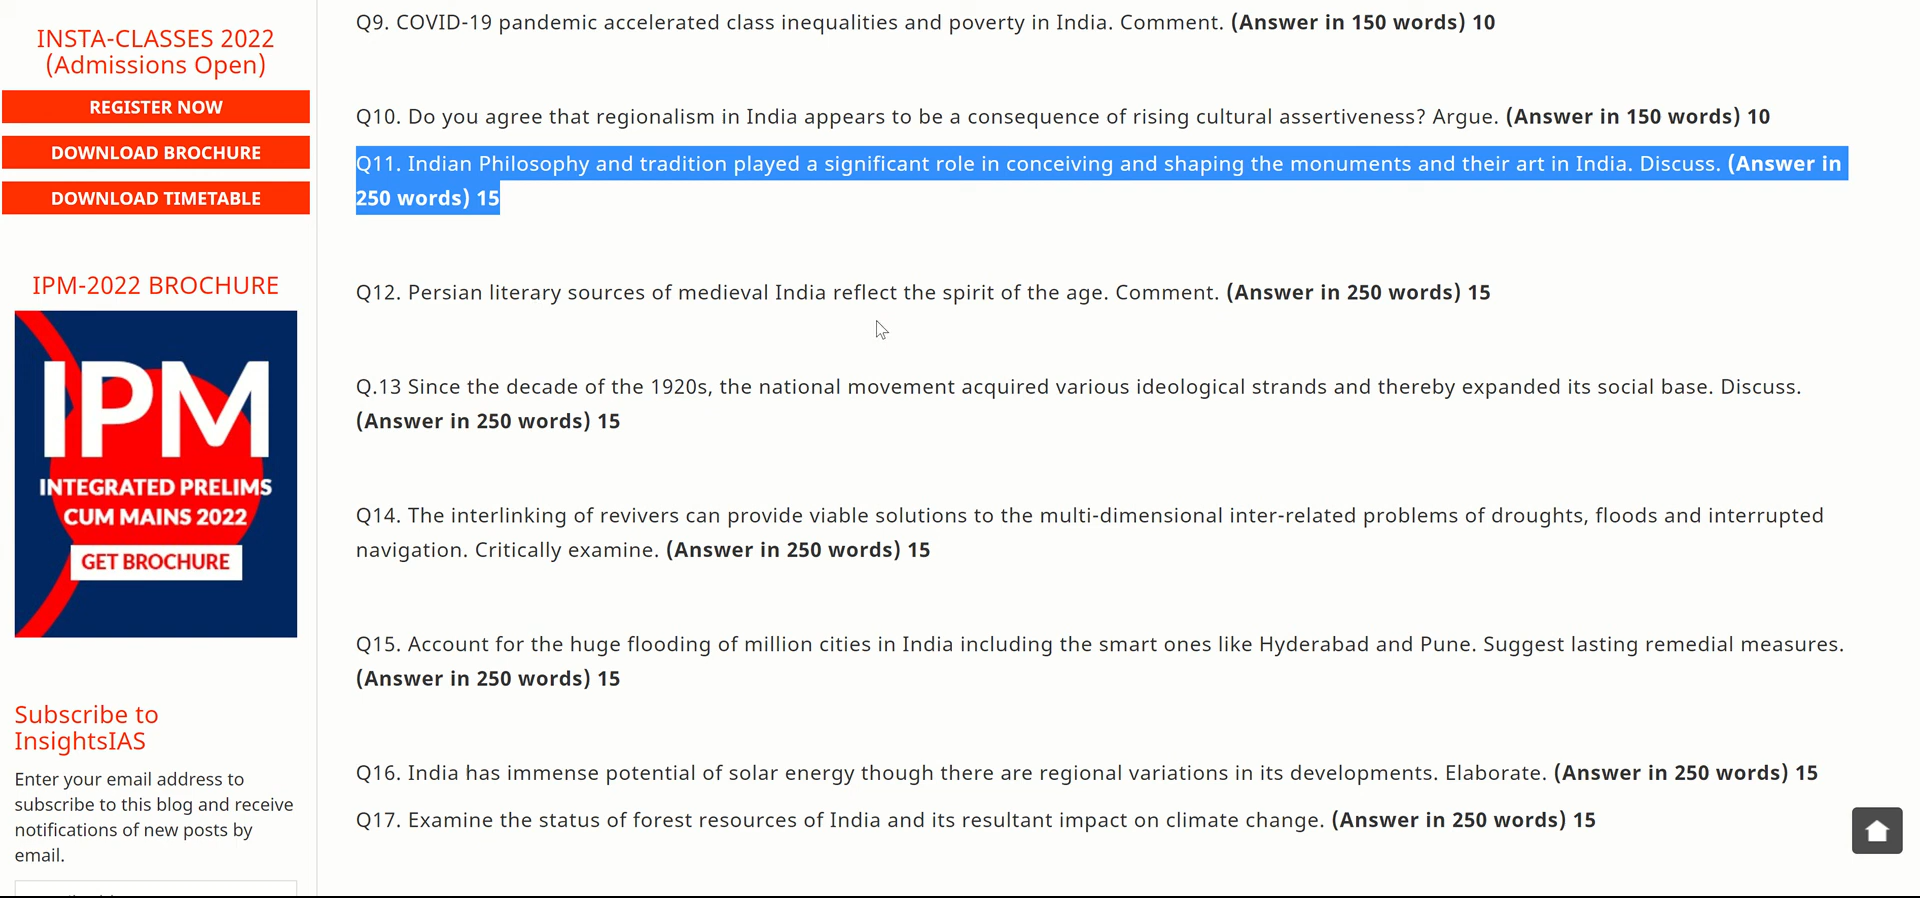 INSTA-CLASSES 2022
(Admissions Open)
REGISTER NOW
DOWNLOAD BROCHURE
DOWNLOAD TIMETABLE
IPM-2022 BROCHURE
IPM
INTEGRATED PRELIMS
CUM MAINS 2022
GET BROCHURE
Subscribe to
InsightsIAS
Enter your email address to
subscribe to this blog and receive
notifications of new posts by
email.
Q9. COVID-19 pandemic accelerated class inequalities and poverty in India. Comment. (Answer in 150 words) 10
Q10. Do you agree that regionalism in India appears to be a consequence of rising cultural assertiveness? Argue. (Answer in 150 words) 10
Q11. Indian Philosophy and tradition played a significant role in conceiving and shaping the monuments and their art in India. Discuss. (Answer in
250 words) 15
Q12. Persian literary sources of medieval India reflect the spirit of the age. Comment. (Answer in 250 words) 15
Q.13 Since the decade of the 1920s, the national movement acquired various ideological strands and thereby expanded its social base. Discuss.
(Answer in 250 words) 15
Q14. The interlinking of revivers can provide viable solutions to the multi-dimensional inter-related problems of droughts, floods and interrupted
navigation. Critically examine. (Answer in 250 words) 15
Q15. Account for the huge flooding of million cities in India including the smart ones like Hyderabad and Pune. Suggest lasting remedial measures.
(Answer in 250 words) 15
Q16. India has immense potential of solar energy though there are regional variations in its developments. Elaborate. (Answer in 250 words) 15
Q17. Examine the status of forest resources of India and its resultant impact on climate change. (Answer in 250 words) 15